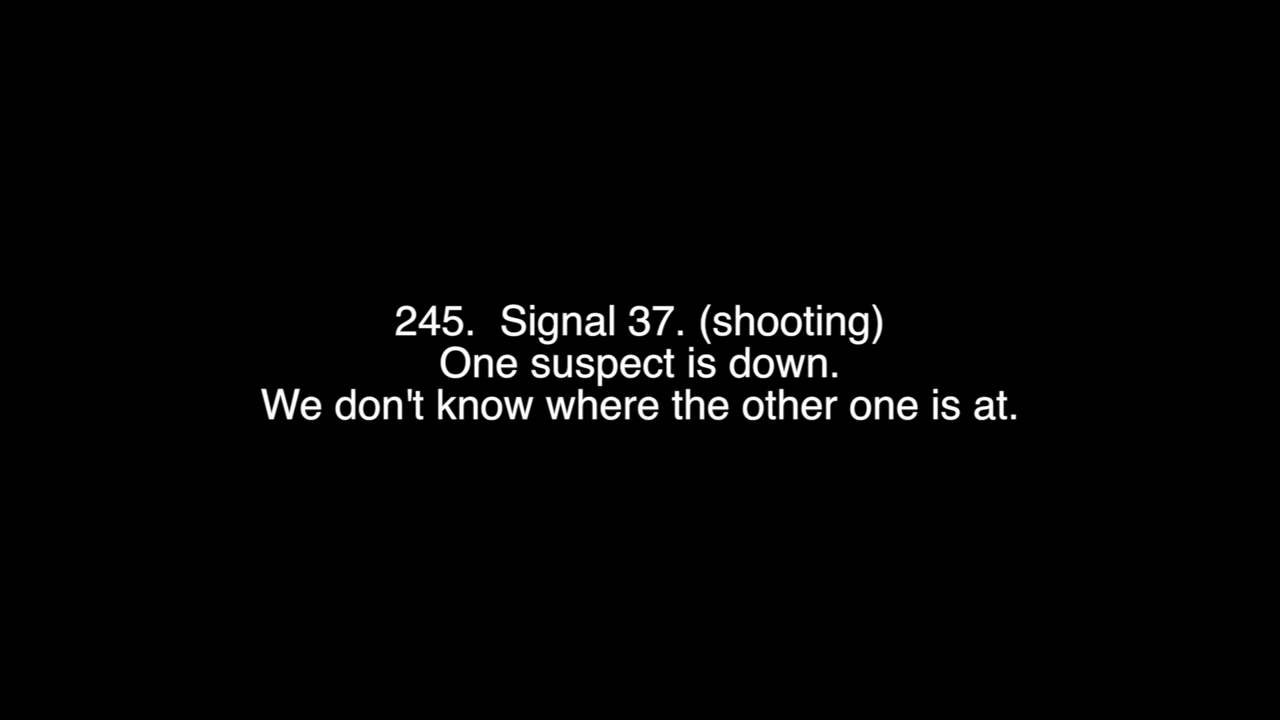 245.  Signal 37. (shooting)
One suspect is down.
We don't know where the other one is at.